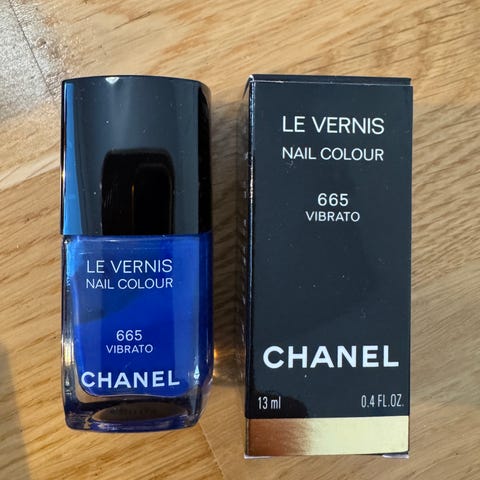 LE VERNIS
NAIL COLOUR
665
VIBRATO
CHANEL
LE VERNIS
NAIL COLOUR
665
VIBRATO
CHANEL
13 ml 0.4 FL.OZ.